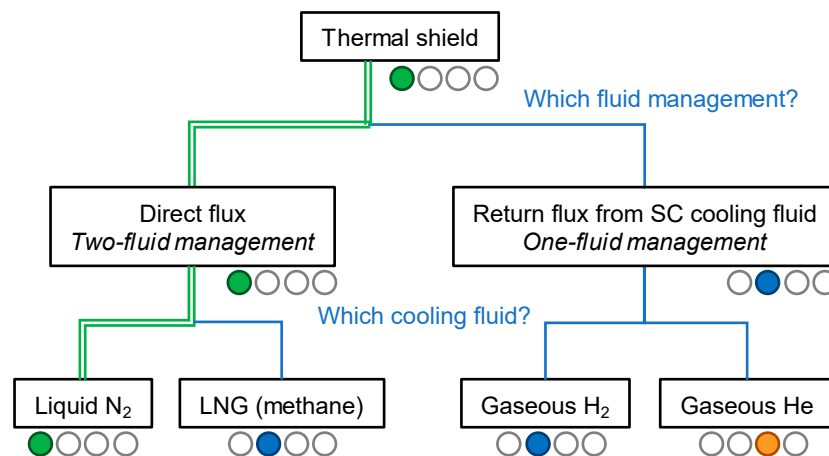 Thermal shield
Which fluid management?
Direct flux
Two-fluid management
Return flux from SC cooling fluid
One-fluid management
Which cooling fluid?
Liquid N₂
LNG (methane)
Gaseous H₂
Gaseous He